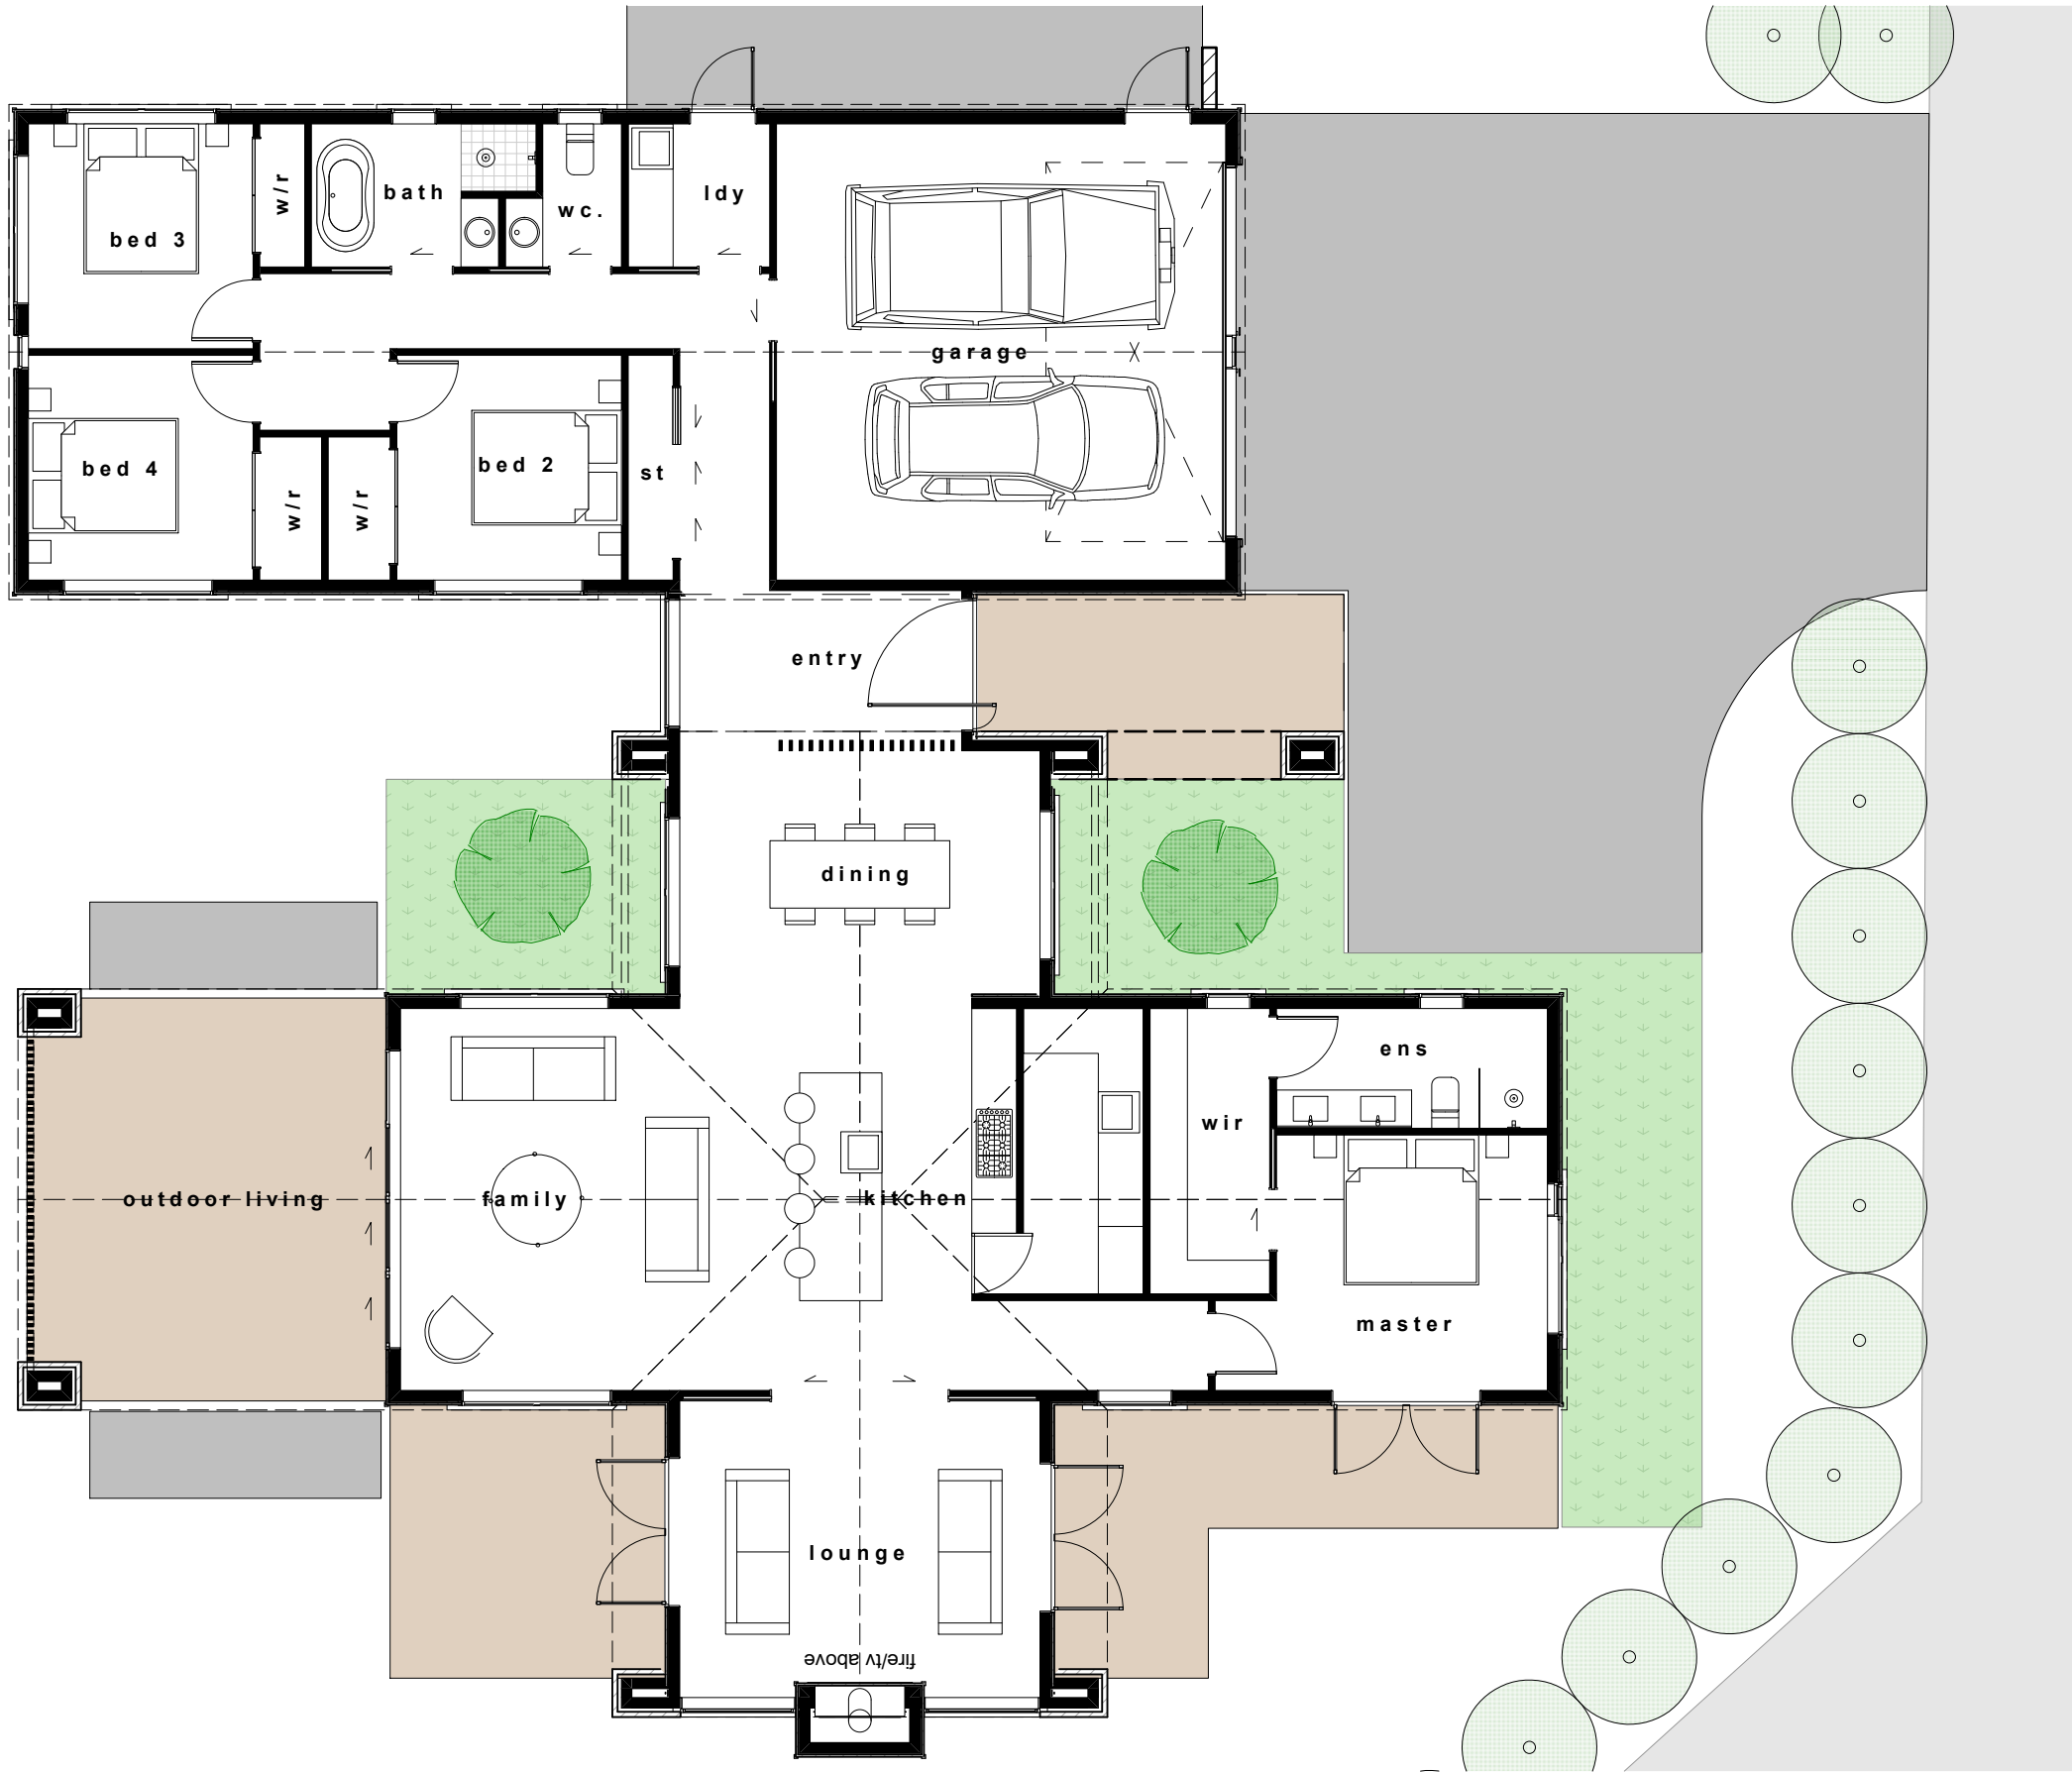 bed 3
w/r
bath
wc.
ldy
garage
bed 4
w/r
w/r
bed 2
st
entry
dining
ens
wir
outdoor living
family
kitchen
master
lounge
fire/tv above